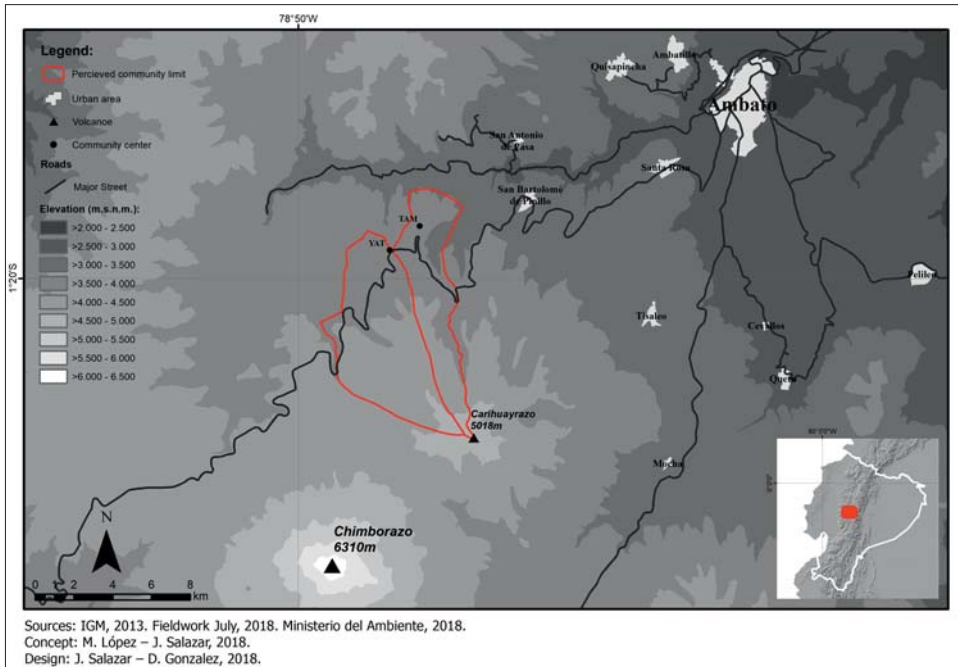 78°50'W
Legend:
Percieved community limit
Urban area
Volcanoe
Community center
Roads
Major Street
Elevation (m.s.n.m.):
>2.000 - 2.500
>2.500 - 3.000
>3.000 - 3.500
>3.500 - 4.000
>4.000 - 4.500
>4.500 - 5.000
>5.000 - 5.500
>5.500 - 6.000
>6.000 - 6.500
1°20'S
Ambatillo
Quisapincha
Ambato
San Antonio
de Pasa
Santa Rosa
San Bartolome
de Pinllo
TAM
YAT
Pelileo
Tisaleo
Cevallos
Quero
Carihuayrazo
5018m
Mocha
Chimborazo
6310m
N
0 2 4 6 8
km
Sources: IGM, 2013. Fieldwork July, 2018. Ministerio del Ambiente, 2018.
Concept: M. López – J. Salazar, 2018.
Design: J. Salazar – D. Gonzalez, 2018.